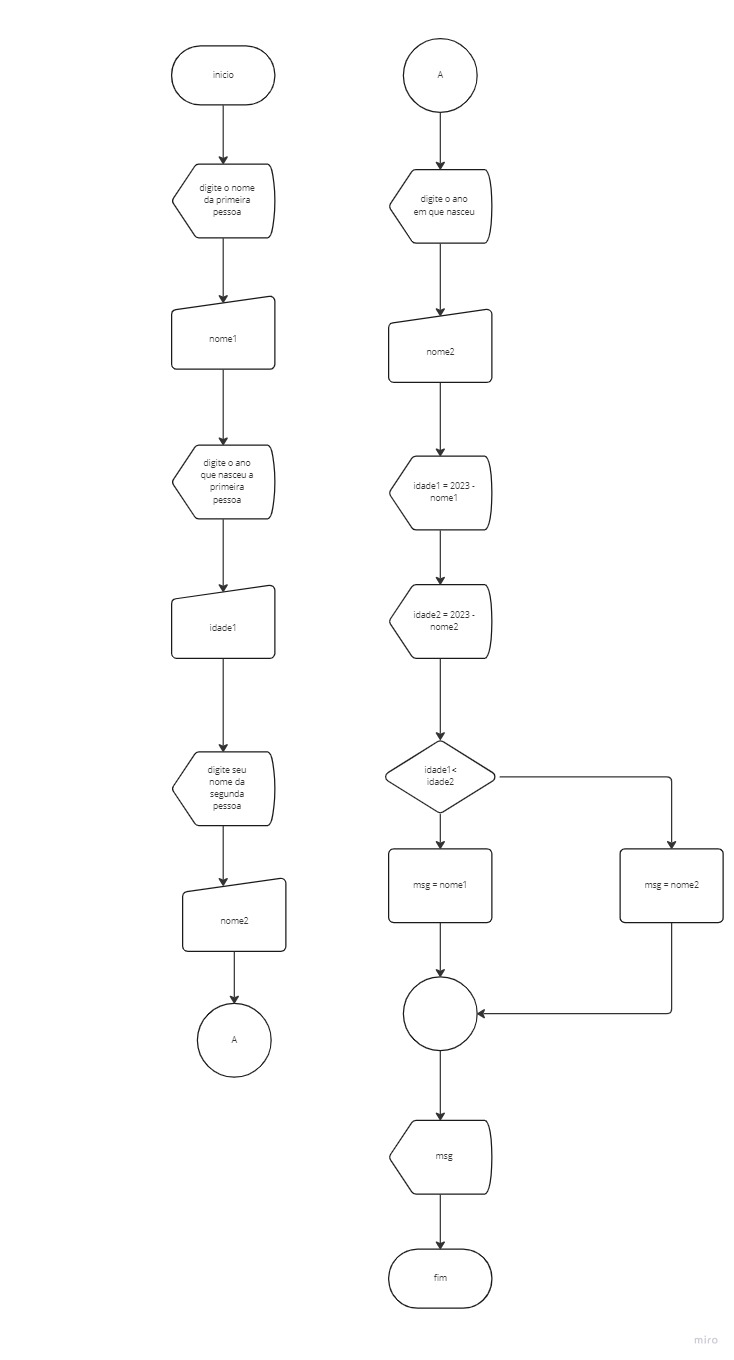 inicio
digite o nome
da primeira
pessoa
nome1
digite o ano
que nasceu a
primeira
pessoa
idade1
digite seu
nome da
segunda
pessoa
nome2
A
A
digite o ano
em que nasceu
nome2
idade1 = 2023 -
nome1
idade2 = 2023 -
nome2
idade1<
idade2
msg = nome1
msg = nome2
msg
fim
miro